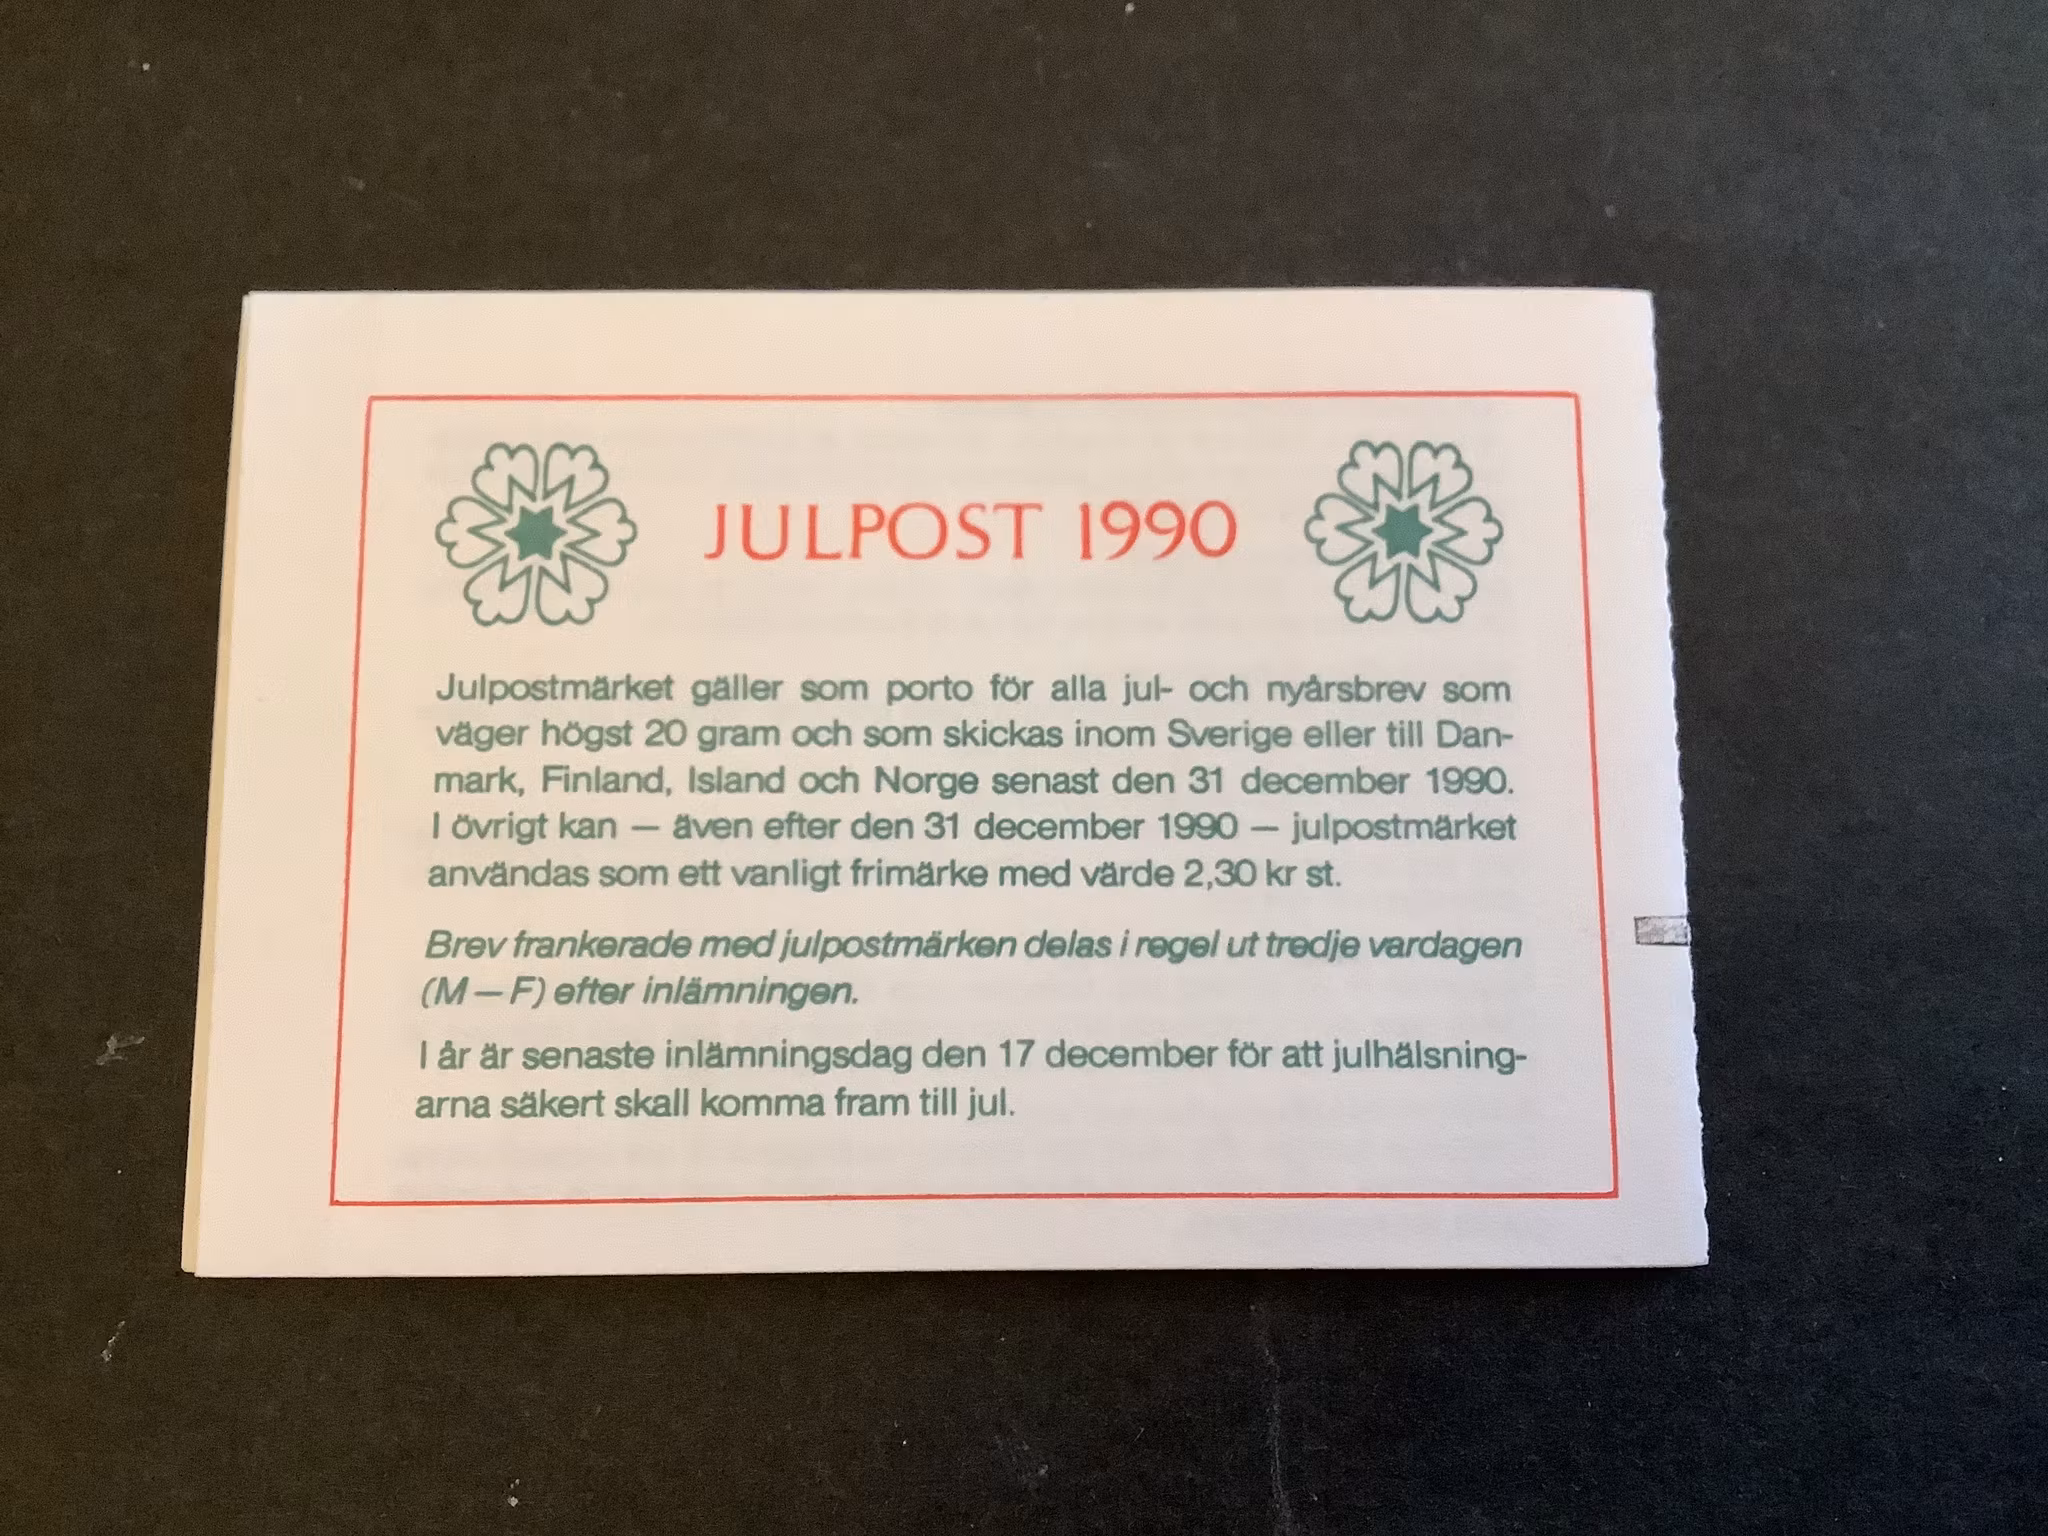 JULPOST 1990
Julpostmärket gäller som porto för alla jul- och nyårsbrev som
väger högst 20 gram och som skickas inom Sverige eller till Dan-
mark, Finland, Island och Norge senast den 31 december 1990.
I övrigt kan — även efter den 31 december 1990 — julpostmärket
användas som ett vanligt frimärke med värde 2,30 kr st.
Brev frankerade med julpostmärken delas i regel ut tredje vardagen
(M — F) efter inlämningen.
I år är senaste inlämningsdag den 17 december för att julhälsning-
arna säkert skall komma fram till jul.